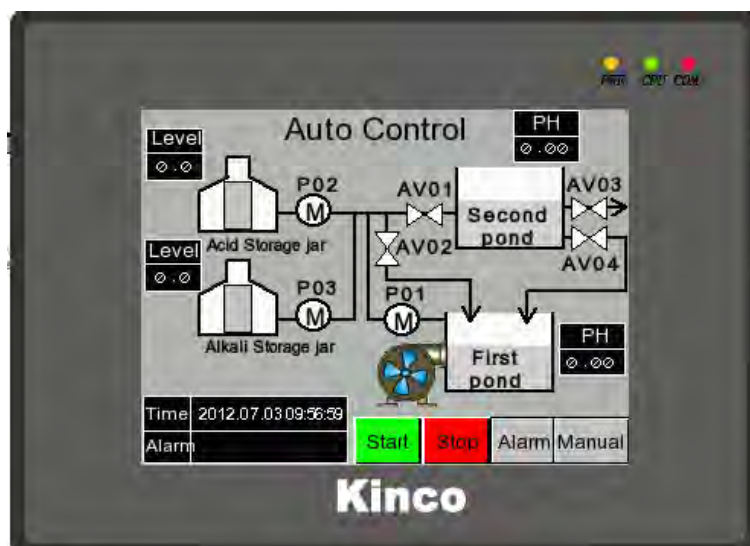 PWR CPU COM
Auto Control
PH
0.00
Level
0.0
P02
AV01
AV03
Second
pond
Acid Storage jar
AV02
AV04
Level
0.0
P03
P01
Alkali Storage jar
First
pond
PH
0.00
Time 2012.07.03 09:56:59
Alarm
M
M
M
Start Stop Alarm Manual
Kinco